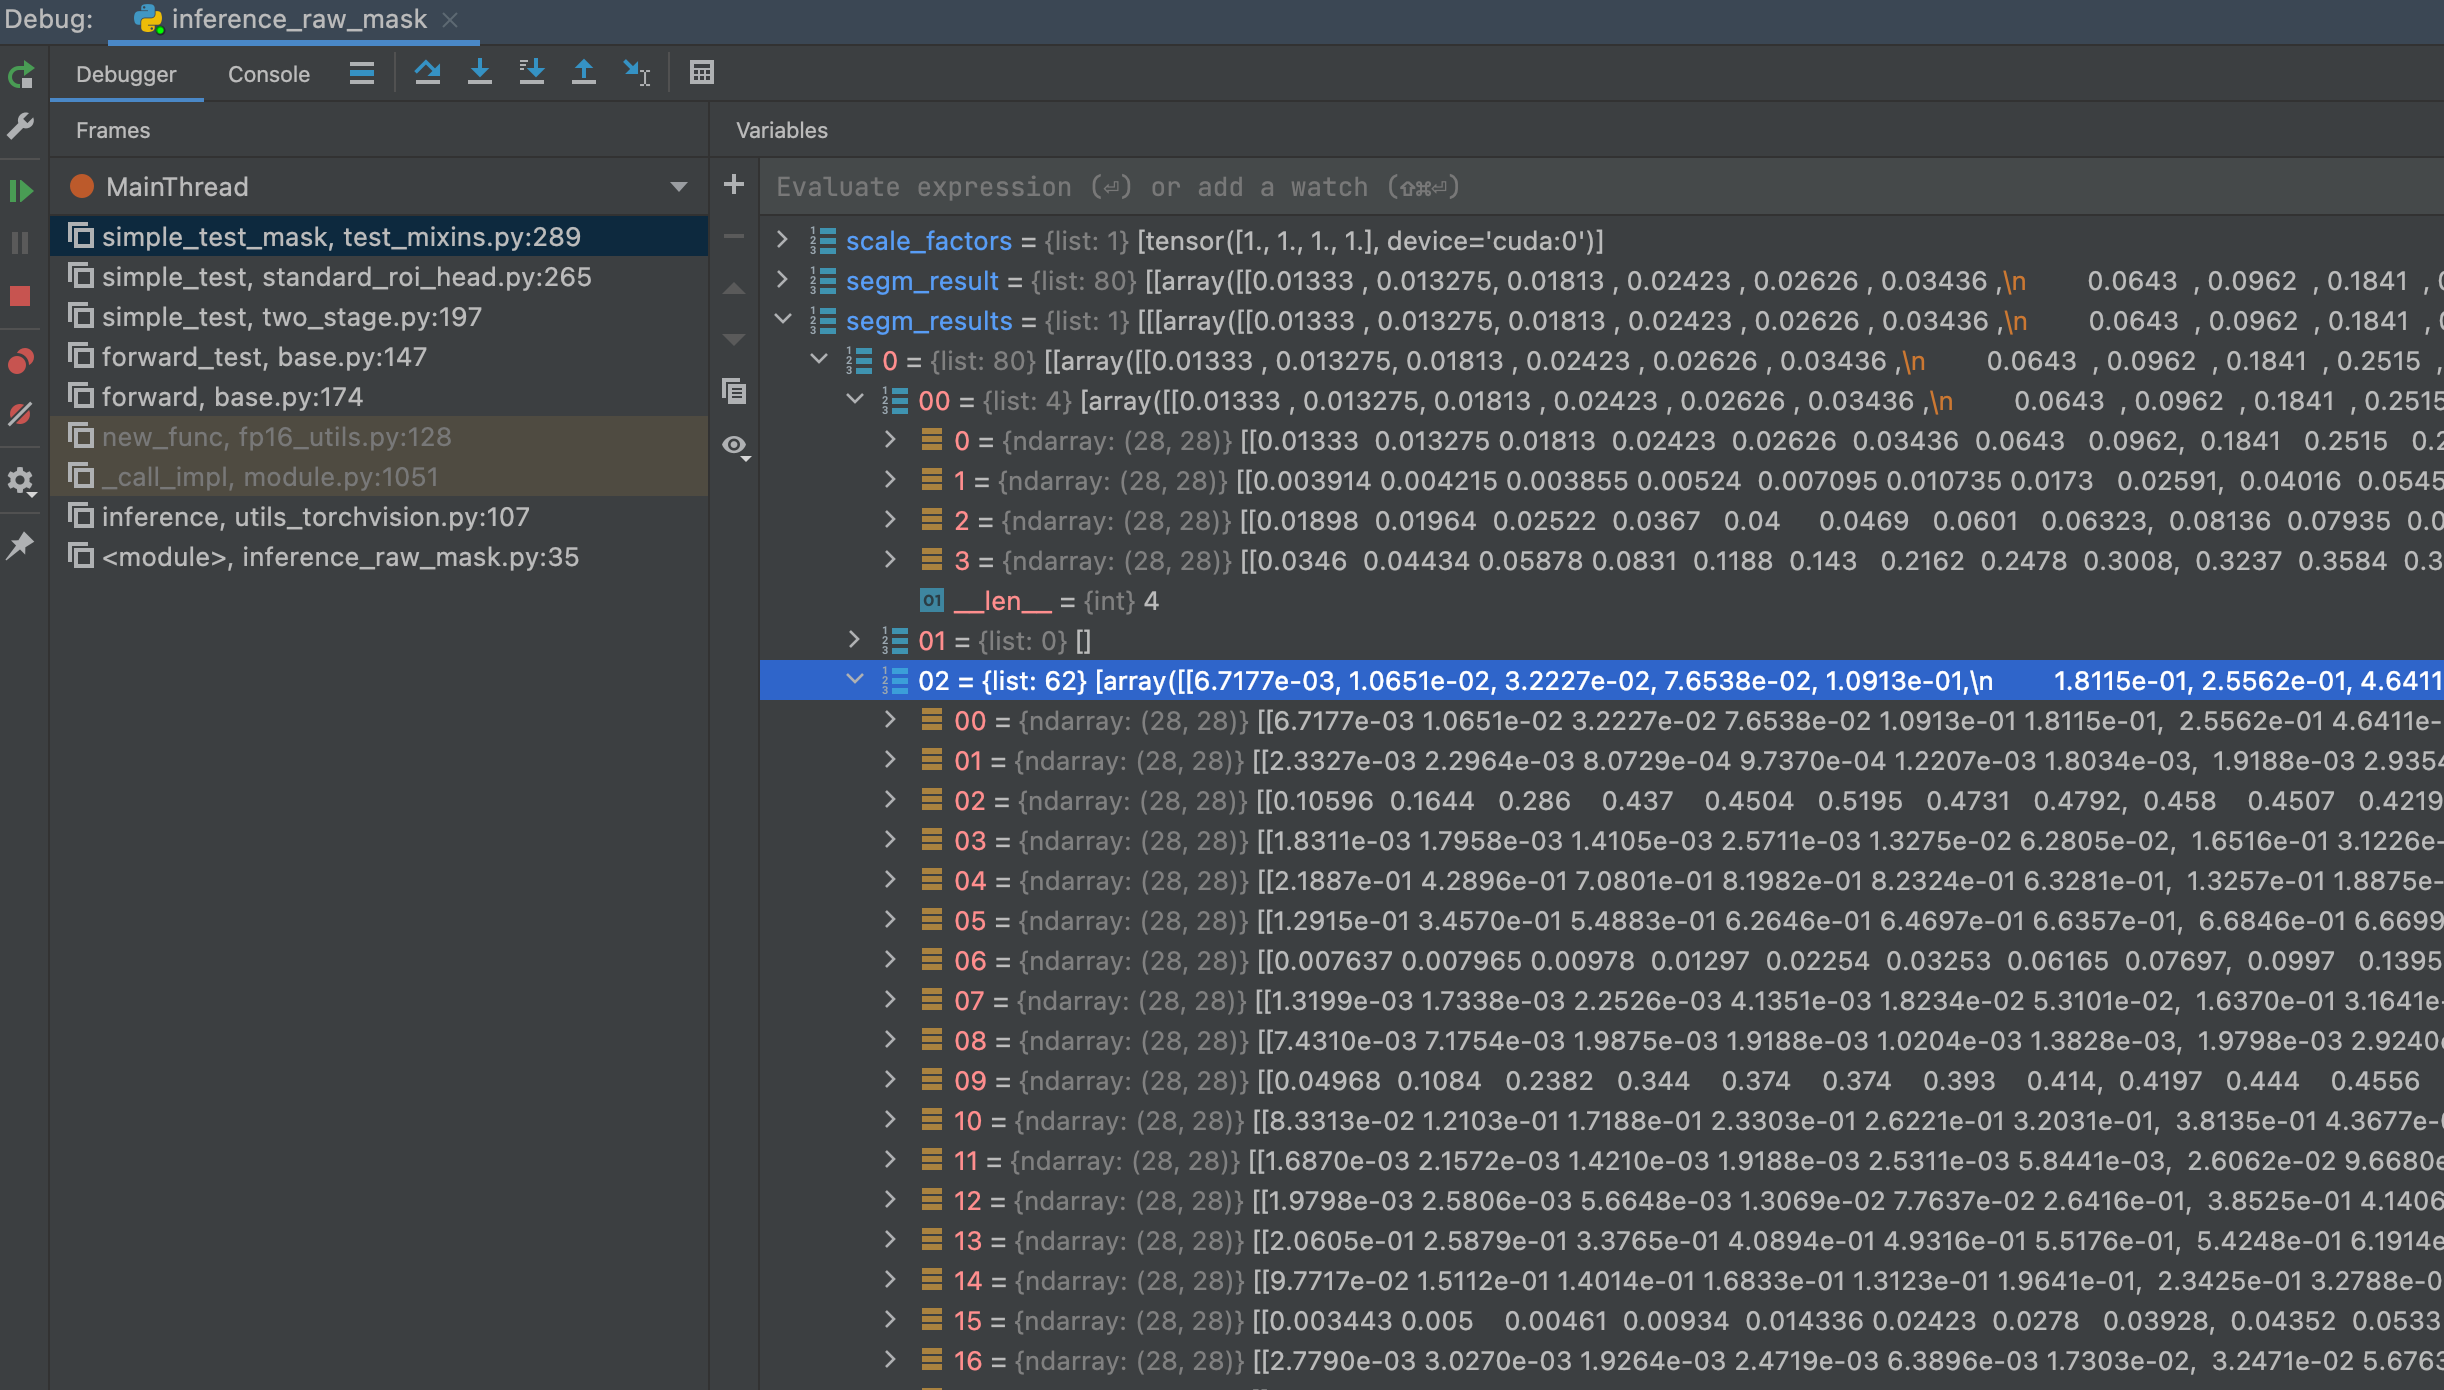 Debug: inference_raw_mask
Debugger Console
Frames
Variables
MainThread
Evaluate expression (⏎) or add a watch (⇧⌘⏎)
simple_test_mask, test_mixins.py:289
simple_test, standard_roi_head.py:265
simple_test, two_stage.py:197
forward_test, base.py:147
forward, base.py:174
new_func, fp16_utils.py:128
_call_impl, module.py:1051
inference, utils_torchvision.py:107
<module>, inference_raw_mask.py:35
scale_factors = {list: 1} [tensor([1., 1., 1., 1.], device='cuda:0')]
segm_result = {list: 80} [[array([[0.01333 , 0.013275, 0.01813 , 0.02423 , 0.02626 , 0.03436 ,\n 0.0643 , 0.0962 , 0.1841 ,
segm_results = {list: 1} [[[array([[0.01333 , 0.013275, 0.01813 , 0.02423 , 0.02626 , 0.03436 ,\n 0.0643 , 0.0962 , 0.1841 ,
0 = {list: 80} [[array([[0.01333 , 0.013275, 0.01813 , 0.02423 , 0.02626 , 0.03436 ,\n 0.0643 , 0.0962 , 0.1841 , 0.2515 ,
00 = {list: 4} [array([[0.01333 , 0.013275, 0.01813 , 0.02423 , 0.02626 , 0.03436 ,\n 0.0643 , 0.0962 , 0.1841 , 0.2515
0 = {ndarray: (28, 28)} [[0.01333 0.013275 0.01813 0.02423 0.02626 0.03436 0.0643 0.0962, 0.1841 0.2515 0.2
1 = {ndarray: (28, 28)} [[0.003914 0.004215 0.003855 0.00524 0.007095 0.010735 0.0173 0.02591, 0.04016 0.0545
2 = {ndarray: (28, 28)} [[0.01898 0.01964 0.02522 0.0367 0.04 0.0469 0.0601 0.06323, 0.08136 0.07935 0.0
3 = {ndarray: (28, 28)} [[0.0346 0.04434 0.05878 0.0831 0.1188 0.143 0.2162 0.2478 0.3008, 0.3237 0.3584 0.3
01 __len__ = {int} 4
01 = {list: 0} []
02 = {list: 62} [array([[6.7177e-03, 1.0651e-02, 3.2227e-02, 7.6538e-02, 1.0913e-01,\n 1.8115e-01, 2.5562e-01, 4.6411
00 = {ndarray: (28, 28)} [[6.7177e-03 1.0651e-02 3.2227e-02 7.6538e-02 1.0913e-01 1.8115e-01, 2.5562e-01 4.6411e-
01 = {ndarray: (28, 28)} [[2.3327e-03 2.2964e-03 8.0729e-04 9.7370e-04 1.2207e-03 1.8034e-03, 1.9188e-03 2.9354
02 = {ndarray: (28, 28)} [[0.10596 0.1644 0.286 0.437 0.4504 0.5195 0.4731 0.4792, 0.458 0.4507 0.4219
03 = {ndarray: (28, 28)} [[1.8311e-03 1.7958e-03 1.4105e-03 2.5711e-03 1.3275e-02 6.2805e-02, 1.6516e-01 3.1226e-
04 = {ndarray: (28, 28)} [[2.1887e-01 4.2896e-01 7.0801e-01 8.1982e-01 8.2324e-01 6.3281e-01, 1.3257e-01 1.8875e-
05 = {ndarray: (28, 28)} [[1.2915e-01 3.4570e-01 5.4883e-01 6.2646e-01 6.4697e-01 6.6357e-01, 6.6846e-01 6.6699
06 = {ndarray: (28, 28)} [[0.007637 0.007965 0.00978 0.01297 0.02254 0.03253 0.06165 0.07697, 0.0997 0.1395
07 = {ndarray: (28, 28)} [[1.3199e-03 1.7338e-03 2.2526e-03 4.1351e-03 1.8234e-02 5.3101e-02, 1.6370e-01 3.1641e-
08 = {ndarray: (28, 28)} [[7.4310e-03 7.1754e-03 1.9875e-03 1.9188e-03 1.0204e-03 1.3828e-03, 1.9798e-03 2.9240
09 = {ndarray: (28, 28)} [[0.04968 0.1084 0.2382 0.344 0.374 0.374 0.393 0.414, 0.4197 0.444 0.4556
10 = {ndarray: (28, 28)} [[8.3313e-02 1.2103e-01 1.7188e-01 2.3303e-01 2.6221e-01 3.2031e-01, 3.8135e-01 4.3677e-
11 = {ndarray: (28, 28)} [[1.6870e-03 2.1572e-03 1.4210e-03 1.9188e-03 2.5311e-03 5.8441e-03, 2.6062e-02 9.6680e
12 = {ndarray: (28, 28)} [[1.9798e-03 2.5806e-03 5.6648e-03 1.3069e-02 7.7637e-02 2.6416e-01, 3.8525e-01 4.1406
13 = {ndarray: (28, 28)} [[2.0605e-01 2.5879e-01 3.3765e-01 4.0894e-01 4.9316e-01 5.5176e-01, 5.4248e-01 6.1914e
14 = {ndarray: (28, 28)} [[9.7717e-02 1.5112e-01 1.4014e-01 1.6833e-01 1.3123e-01 1.9641e-01, 2.3425e-01 3.2788e-0
15 = {ndarray: (28, 28)} [[0.003443 0.005 0.00461 0.00934 0.014336 0.02423 0.0278 0.03928, 0.04352 0.0533
16 = {ndarray: (28, 28)} [[2.7790e-03 3.0270e-03 1.9264e-03 2.4719e-03 6.3896e-03 1.7303e-02, 3.2471e-02 5.6763